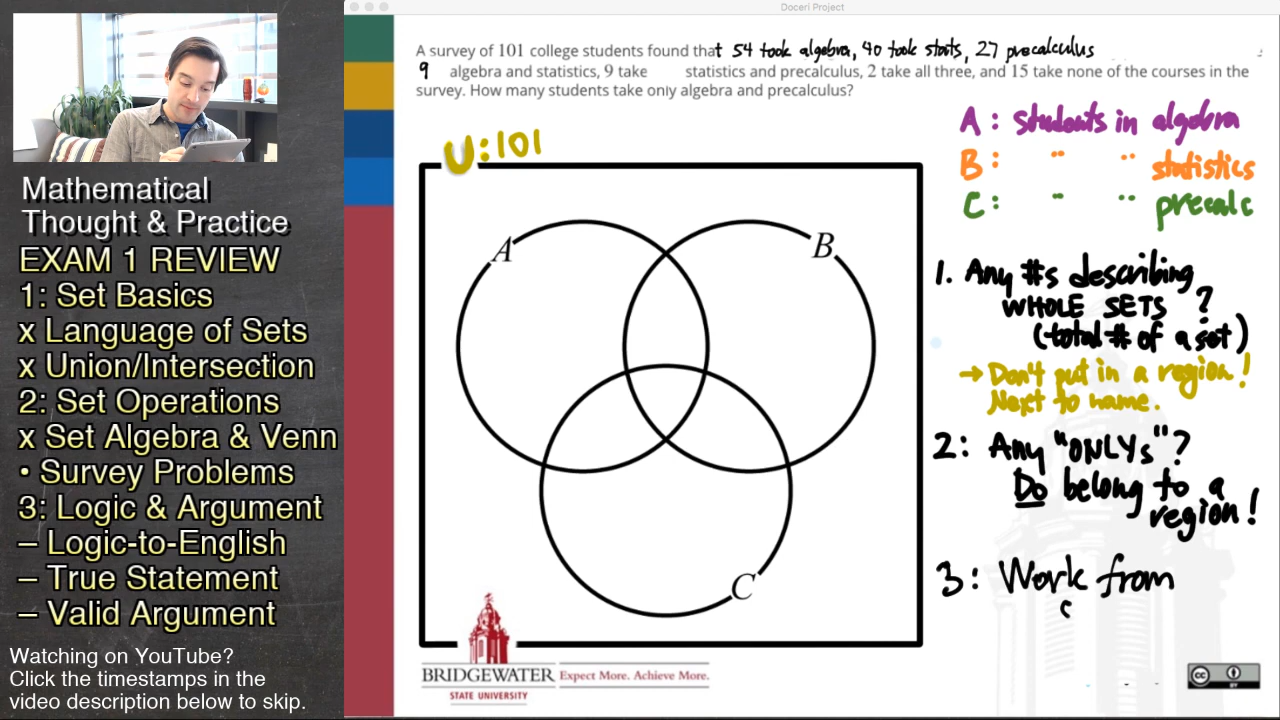 Doceri Project
A survey of 101 college students found that 54 took algebra, 40 took stats, 27 precalculus
9 algebra and statistics, 9 take statistics and precalculus, 2 take all three, and 15 take none of the courses in the
survey. How many students take only algebra and precalculus?
U:101
A
B
C
A: students in algebra
B: " " statistics
C: " " precalc
1. Any #s describing
WHOLE SETS?
(total # of a set)
→ Don't put in a region!
Next to name.
2: Any "ONLYs"?
Do belong to a
region!
3: Work from
c
Mathematical
Thought & Practice
EXAM 1 REVIEW
1: Set Basics
x Language of Sets
x Union/Intersection
2: Set Operations
x Set Algebra & Venn
• Survey Problems
3: Logic & Argument
– Logic-to-English
– True Statement
– Valid Argument
Watching on YouTube?
Click the timestamps in the
video description below to skip.
BRIDGEWATER
STATE UNIVERSITY
Expect More. Achieve More.
cc
BY